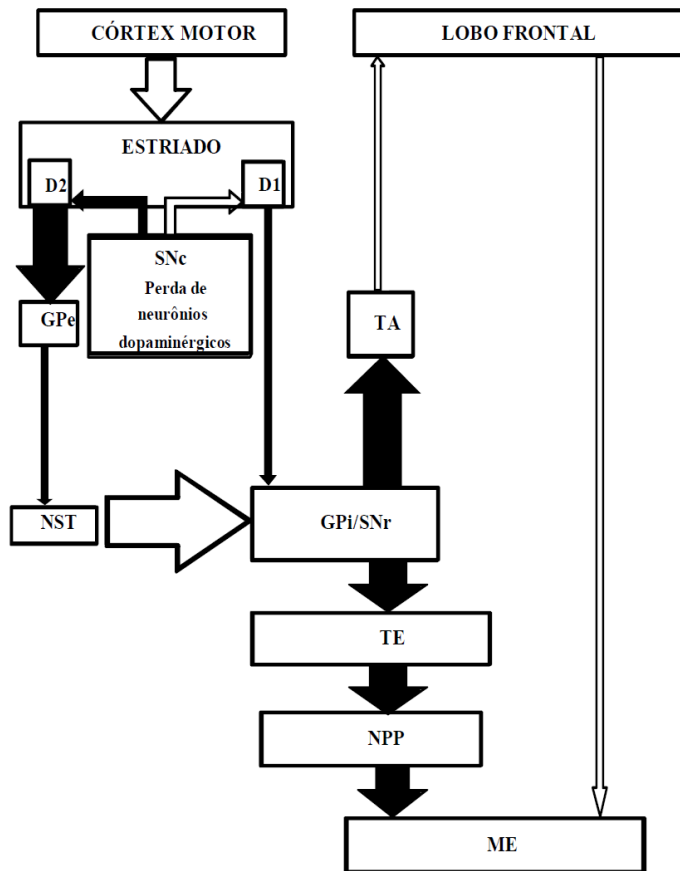 CÓRTEX MOTOR
LOBO FRONTAL
ESTRIADO
D2
D1
SNc
Perda de
neurônios
dopaminérgicos
GPe
TA
NST
GPi/SNr
TE
NPP
ME